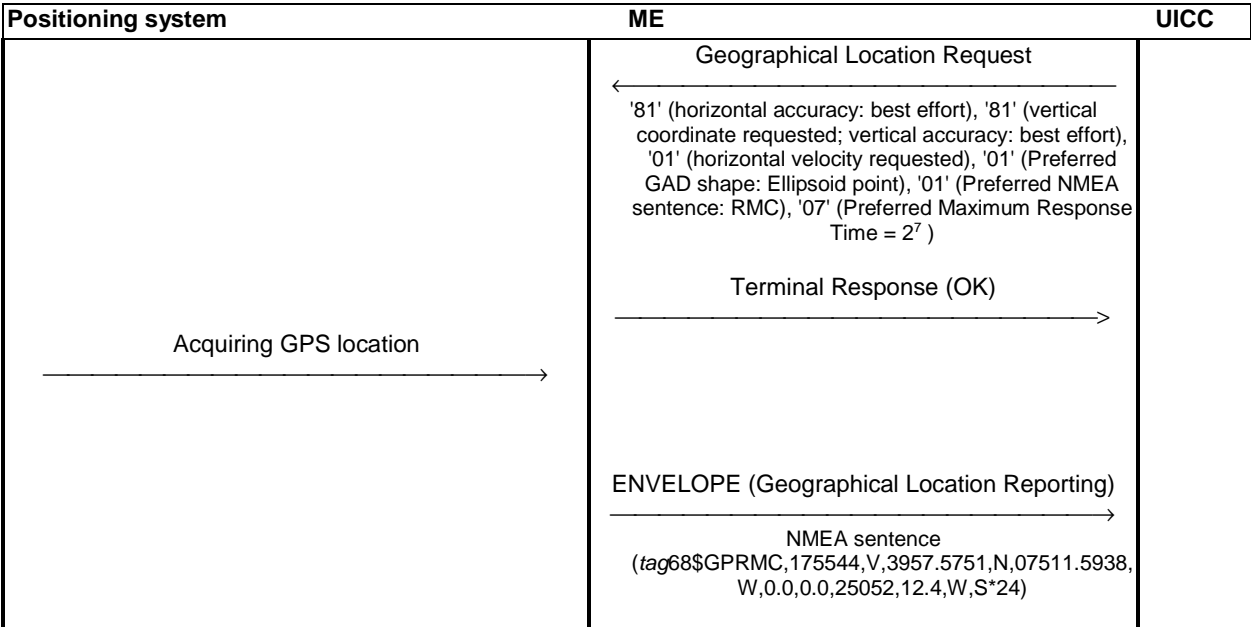 Positioning system ME UICC
Geographical Location Request
'81' (horizontal accuracy: best effort), '81' (vertical
coordinate requested; vertical accuracy: best effort),
'01' (horizontal velocity requested), '01' (Preferred
GAD shape: Ellipsoid point), '01' (Preferred NMEA
sentence: RMC), '07' (Preferred Maximum Response
Time = 2⁷ )
Terminal Response (OK)
Acquiring GPS location
ENVELOPE (Geographical Location Reporting)
NMEA sentence
(tag68$GPRMC,175544,V,3957.5751,N,07511.5938,
W,0.0,0.0,25052,12.4,W,S*24)